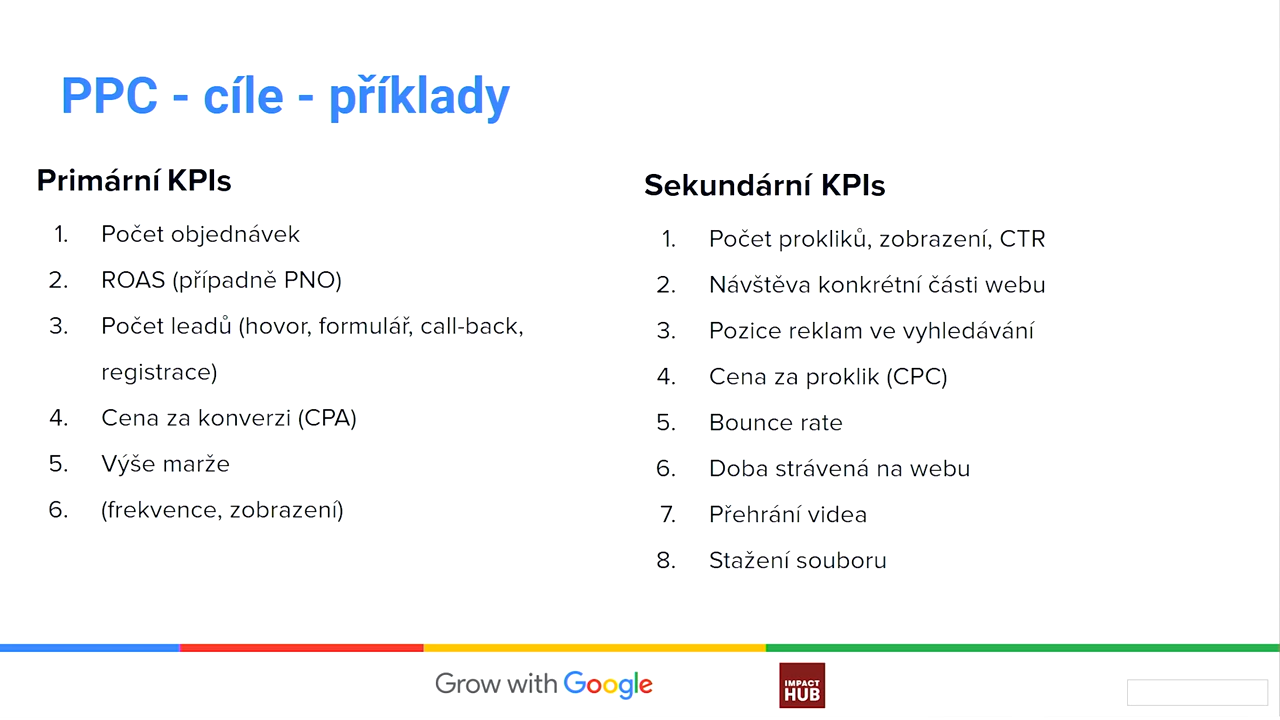 PPC - cíle - příklady
Primární KPIs
1. Počet objednávek
2. ROAS (případně PNO)
3. Počet leadů (hovor, formulář, call-back,
registrace)
4. Cena za konverzi (CPA)
5. Výše marže
6. (frekvence, zobrazení)
Sekundární KPIs
1. Počet prokliků, zobrazení, CTR
2. Návštěva konkrétní části webu
3. Pozice reklam ve vyhledávání
4. Cena za proklik (CPC)
5. Bounce rate
6. Doba strávená na webu
7. Přehrání videa
8. Stažení souboru
Grow with Google
IMPACT
HUB